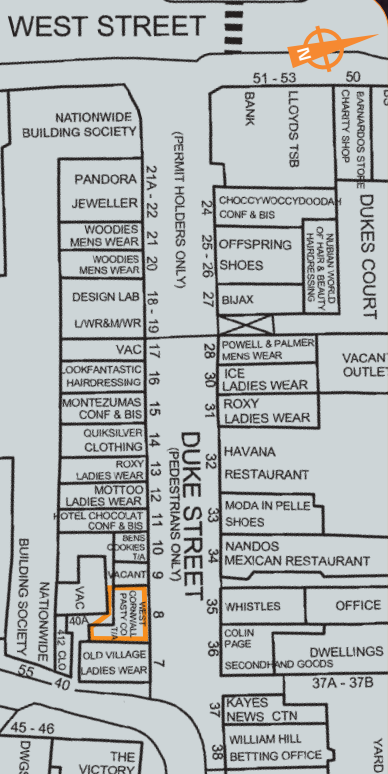 WEST STREET
N
51 - 53
50
BANK
LLOYDS TSB
BARNARDOS STORE
CHARITY SHOP
DUKES COURT
NATIONWIDE
BUILDING SOCIETY
(PERMIT HOLDERS ONLY)
PANDORA
JEWELLER
21A - 22
WOODIES
MENS WEAR
21
WOODIES
MENS WEAR
20
DESIGN LAB
L/WR&M/WR
18 - 19
VAC
17
LOOKFANTASTIC
HAIRDRESSING
16
MONTEZUMAS
CONF & BIS
15
QUIKSILVER
CLOTHING
14
ROXY
LADIES WEAR
13
MOTTOO
LADIES WEAR
12
HOTEL CHOCOLAT
CONF & BIS
11
BENS
COOKIES
T/A
10
VACANT
9
VAC
WEST
CORNWALL
PASTY CO
T/A
8
40A
412 CLO
OLD VILLAGE
LADIES WEAR
7
NATIONWIDE
BUILDING SOCIETY
55
40
45 - 46
DWGS
THE
VICTORY
DUKE STREET
(PEDESTRIANS ONLY)
24
CHOCCYWOCCYDOODAH
CONF & BIS
25 - 26
OFFSPRING
SHOES
NUBIAN WORLD
OF HAIR & BEAUTY
HAIRDRESSING
27
BIJAX
28
POWELL & PALMER
MENS WEAR
VACANT
OUTLET
30
ICE
LADIES WEAR
31
ROXY
LADIES WEAR
32
HAVANA
RESTAURANT
33
MODA IN PELLE
SHOES
34
NANDOS
MEXICAN RESTAURANT
35
WHISTLES
OFFICE
36
COLIN
PAGE
SECONDHAND GOODS
DWELLINGS
37A - 37B
37
KAYES
NEWS CTN
38
WILLIAM HILL
BETTING OFFICE
YARD